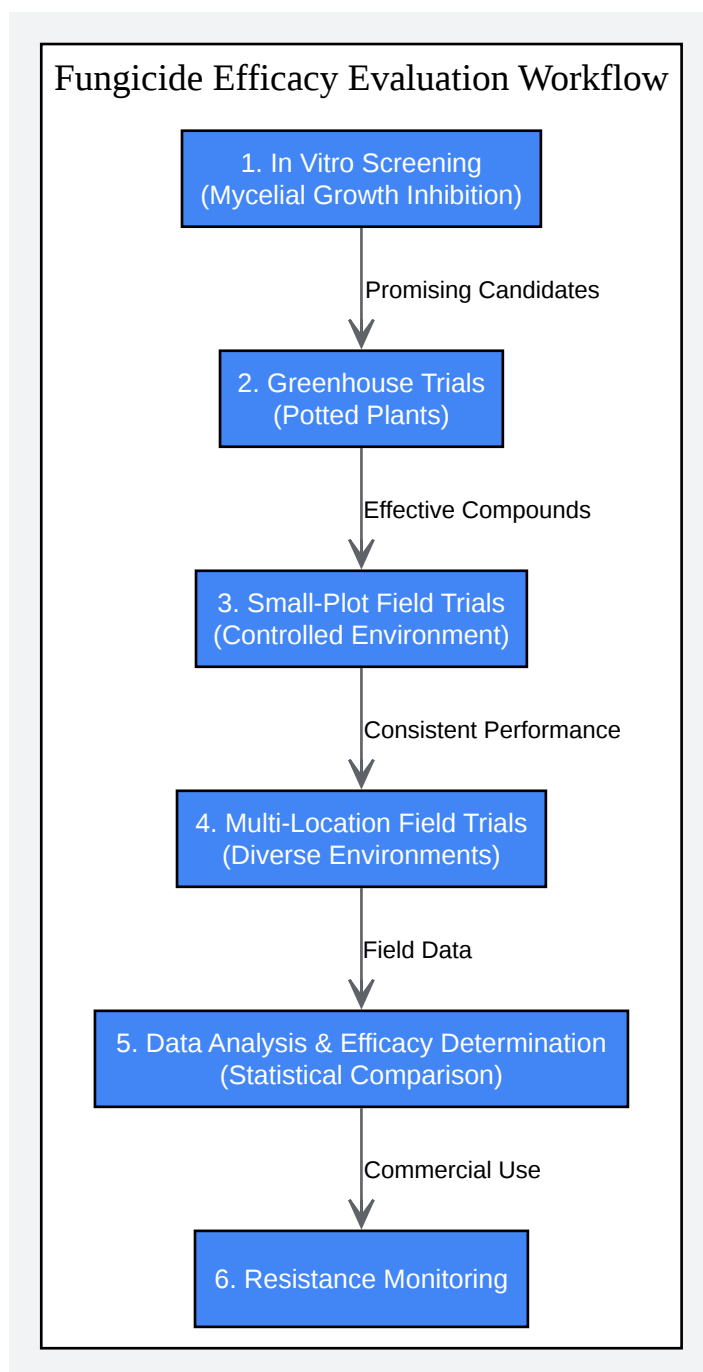 Fungicide Efficacy Evaluation Workflow
1. In Vitro Screening
(Mycelial Growth Inhibition)
Promising Candidates
2. Greenhouse Trials
(Potted Plants)
Effective Compounds
3. Small-Plot Field Trials
(Controlled Environment)
Consistent Performance
4. Multi-Location Field Trials
(Diverse Environments)
Field Data
5. Data Analysis & Efficacy Determination
(Statistical Comparison)
Commercial Use
6. Resistance Monitoring